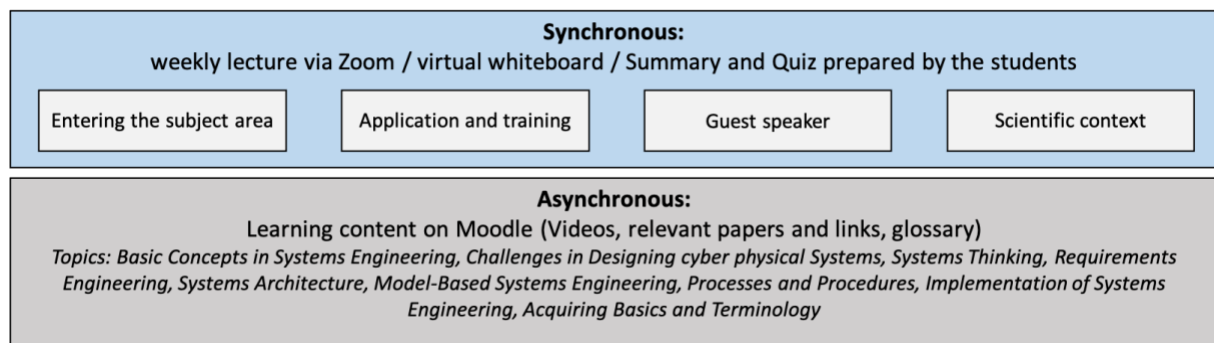 Synchronous:
weekly lecture via Zoom / virtual whiteboard / Summary and Quiz prepared by the students
Entering the subject area
Application and training
Guest speaker
Scientific context
Asynchronous:
Learning content on Moodle (Videos, relevant papers and links, glossary)
Topics: Basic Concepts in Systems Engineering, Challenges in Designing cyber physical Systems, Systems Thinking, Requirements
Engineering, Systems Architecture, Model-Based Systems Engineering, Processes and Procedures, Implementation of Systems
Engineering, Acquiring Basics and Terminology